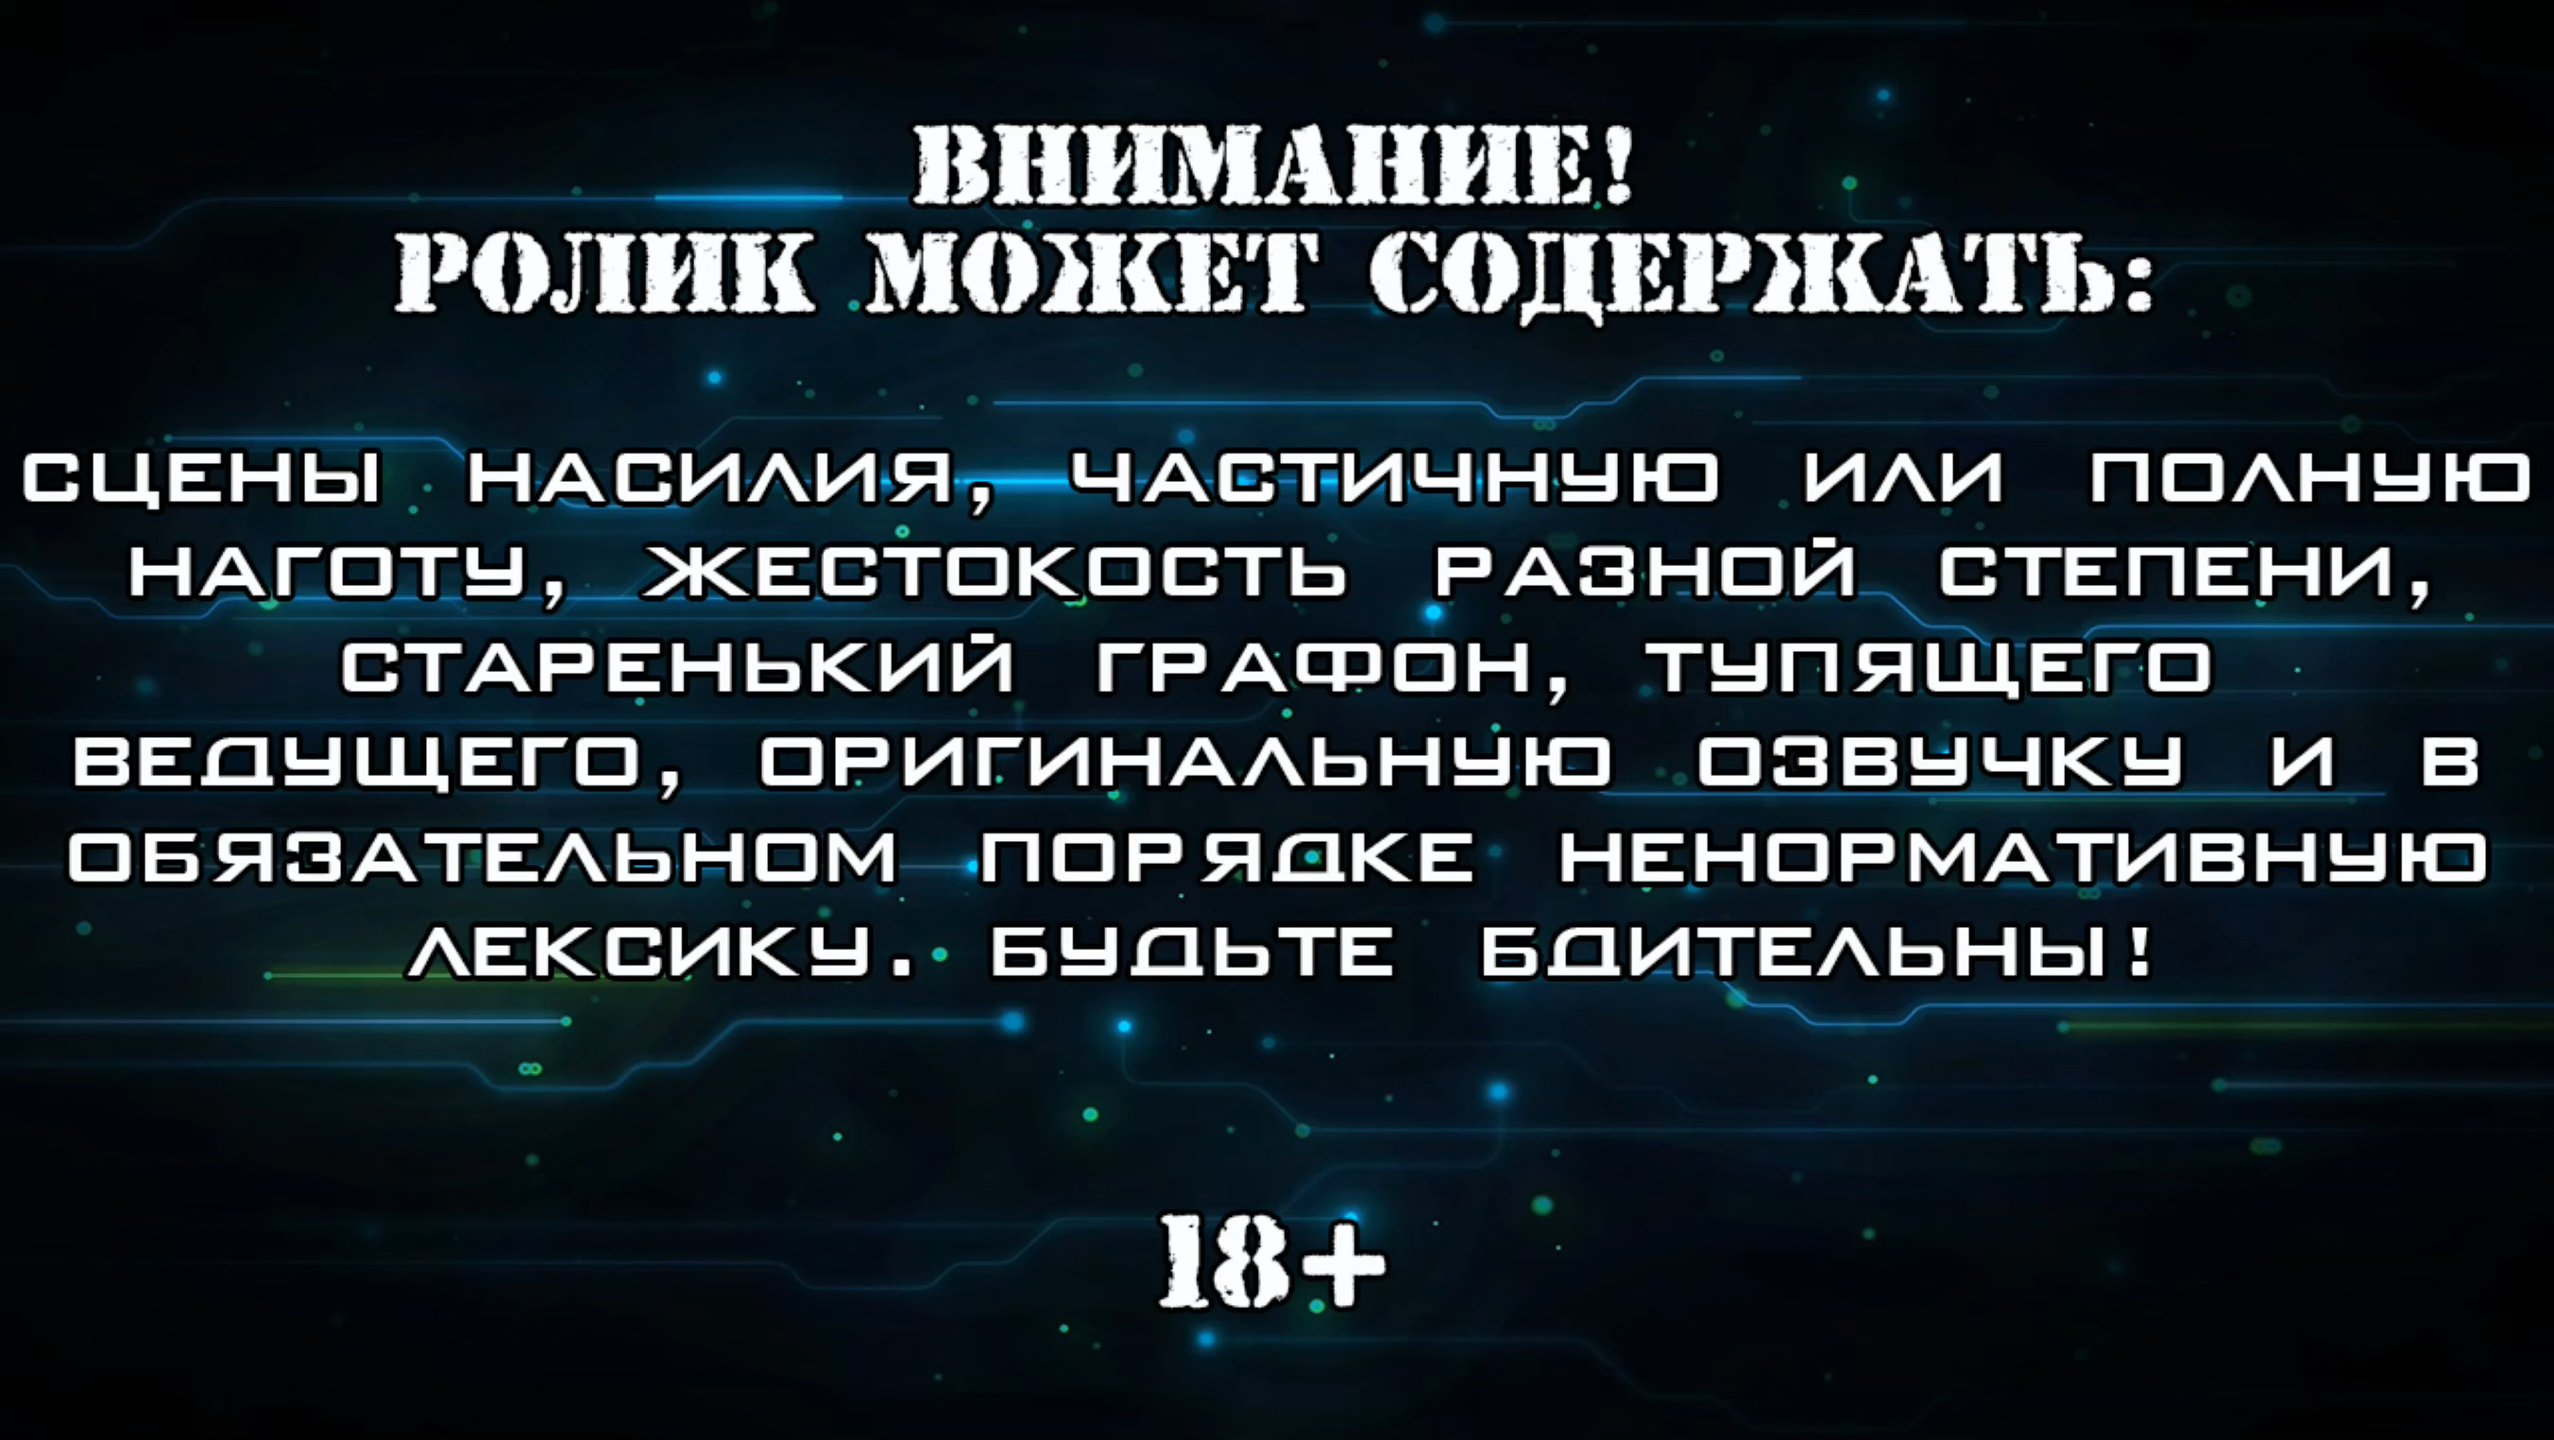 ВНИМАНИЕ!
РОЛИК МОЖЕТ СОДЕРЖАТЬ:
СЦЕНЫ НАСИЛИЯ, ЧАСТИЧНУЮ ИЛИ ПОЛНУЮ
НАГОТУ, ЖЕСТОКОСТЬ РАЗНОЙ СТЕПЕНИ,
СТАРЕНЬКИЙ ГРАФОН, ТУПЯЩЕГО
ВЕДУЩЕГО, ОРИГИНАЛЬНУЮ ОЗВУЧКУ И В
ОБЯЗАТЕЛЬНОМ ПОРЯДКЕ НЕНОРМАТИВНУЮ
ЛЕКСИКУ. БУДЬТЕ БДИТЕЛЬНЫ!
18+